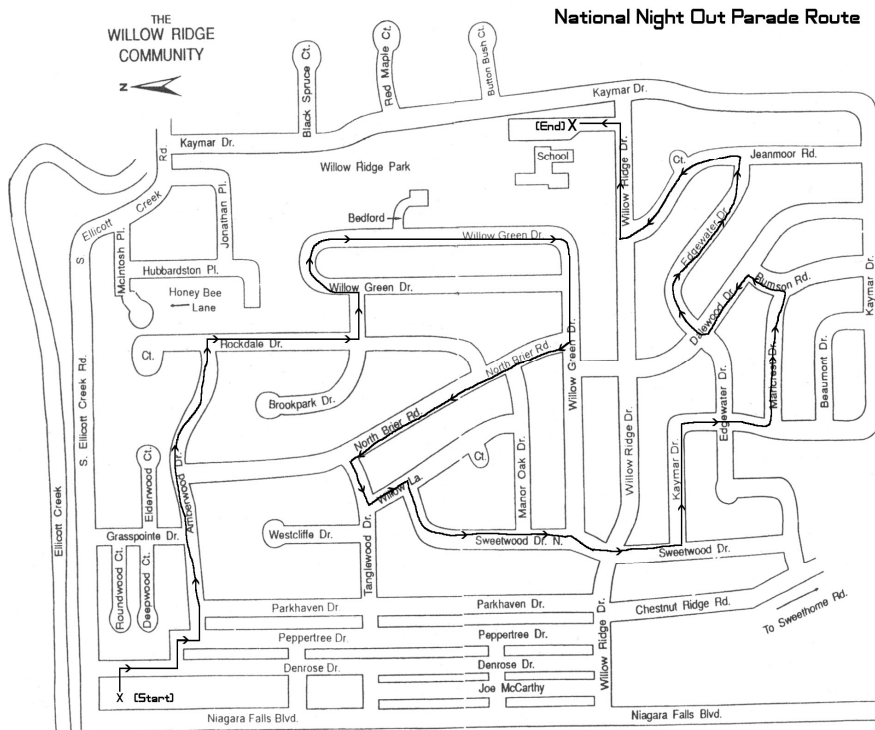 National Night Out Parade Route
THE
WILLOW RIDGE
COMMUNITY
N
Black Spruce Ct.
Red Maple Ct.
Button Bush Ct.
Kaymar Dr.
Kaymar Dr.
(End) X
School
Willow Ridge Park
Willow Ridge Dr.
Ct.
Jeanmoor Rd.
Rd.
Ellicott Creek
S.
Jonathan Pl.
McIntosh Pl.
Bedford
Willow Green Dr.
Edgewater Dr.
Hubbardston Pl.
Honey Bee
Lane
Willow Green Dr.
Bumson Rd.
Kaymar Dr.
Dalewood Dr.
Ct.
Hockdale Dr.
North Brier Rd.
Willow Green Dr.
Maricrest Dr.
Beaumont Dr.
S. Ellicott Creek Rd.
Brookpark Dr.
North Brier Rd.
Edgewater Dr.
Willow Ridge Dr.
Kaymar Dr.
Elderwood Ct.
Amberwood Dr.
Ct.
Manor Oak Dr.
Willow La.
Ellicott Creek
Grasspointe Dr.
Westcliffe Dr.
Tanglewood Dr.
Sweetwood Dr. N.
Sweetwood Dr.
Roundwood Ct.
Deepwood Ct.
Parkhaven Dr
Parkhaven Dr.
Chestnut Ridge Rd.
To Sweethome Rd.
Peppertree Dr.
Peppertree Dr.
Willow Ridge Dr.
Denrose Dr.
Denrose Dr.
X (Start)
Joe McCarthy
Niagara Falls Blvd.
Niagara Falls Blvd.